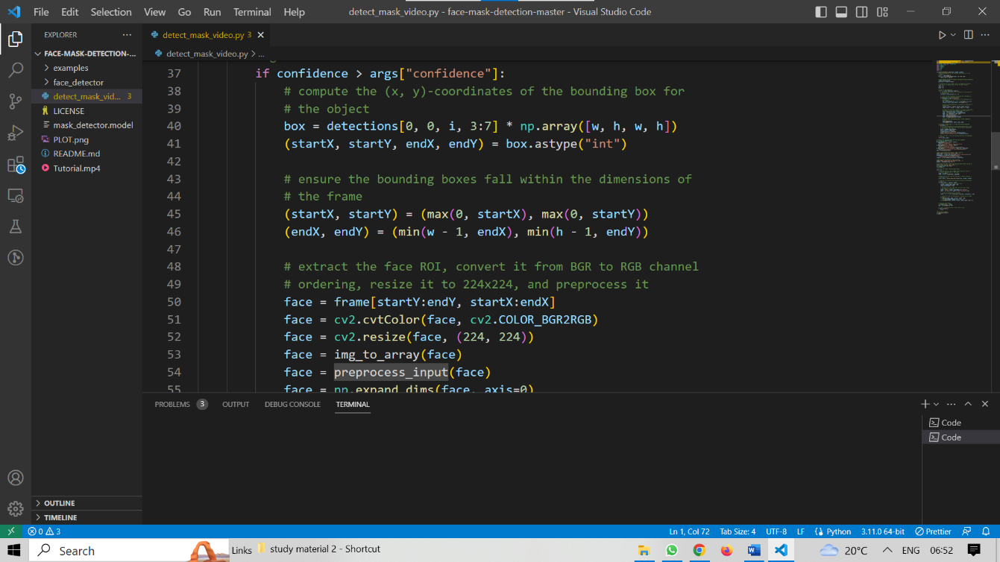 File Edit Selection View Go Run Terminal Help
detect_mask_video.py - face-mask-detection-master - Visual Studio Code
EXPLORER
FACE-MASK-DETECTION-...
examples
face_detector
detect_mask_vid... 3
LICENSE
mask_detector.model
PLOT.png
README.md
Tutorial.mp4
OUTLINE
TIMELINE
detect_mask_video.py 3
detect_mask_video.py > ...
37 if confidence > args["confidence"]:
38 # compute the (x, y)-coordinates of the bounding box for
39 # the object
40 box = detections[0, 0, i, 3:7] * np.array([w, h, w, h])
41 (startX, startY, endX, endY) = box.astype("int")
42
43 # ensure the bounding boxes fall within the dimensions of
44 # the frame
45 (startX, startY) = (max(0, startX), max(0, startY))
46 (endX, endY) = (min(w - 1, endX), min(h - 1, endY))
47
48 # extract the face ROI, convert it from BGR to RGB channel
49 # ordering, resize it to 224x224, and preprocess it
50 face = frame[startY:endY, startX:endX]
51 face = cv2.cvtColor(face, cv2.COLOR_BGR2RGB)
52 face = cv2.resize(face, (224, 224))
53 face = img_to_array(face)
54 face = preprocess_input(face)
55 face = np.expand_dims(face, axis=0)
PROBLEMS 3 OUTPUT DEBUG CONSOLE TERMINAL
Code
Code
0 3 Ln 1, Col 72 Tab Size: 4 UTF-8 LF Python 3.11.0 64-bit Prettier
Search Links study material 2 - Shortcut 20°C ENG 06:52